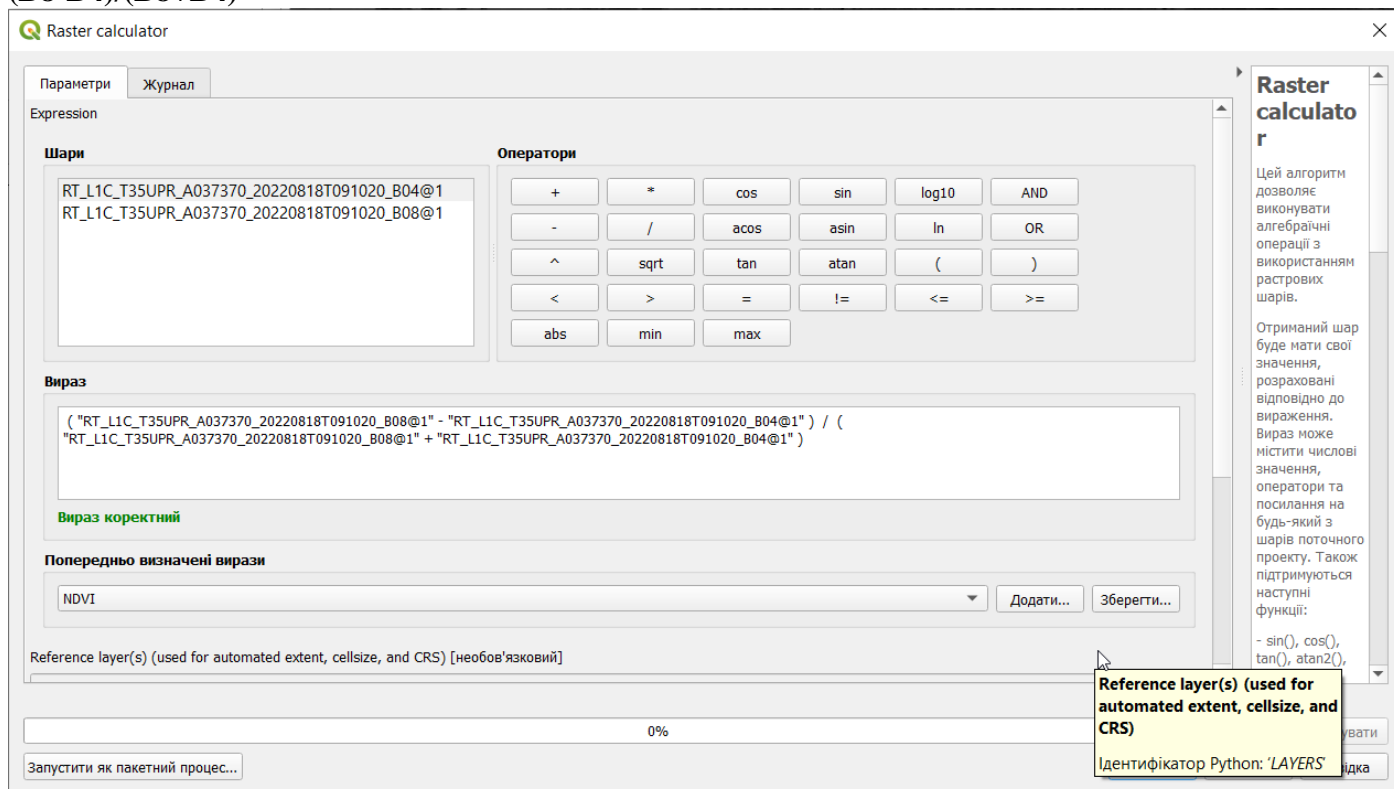 Raster calculator
Параметри
Журнал
Expression
Шари
RT_L1C_T35UPR_A037370_20220818T091020_B04@1
RT_L1C_T35UPR_A037370_20220818T091020_B08@1
Оператори
+ * cos sin log10 AND
- / acos asin ln OR
^ sqrt tan atan ( )
< > = != <= >=
abs min max
Вираз
( "RT_L1C_T35UPR_A037370_20220818T091020_B08@1" - "RT_L1C_T35UPR_A037370_20220818T091020_B04@1" ) / (
"RT_L1C_T35UPR_A037370_20220818T091020_B08@1" + "RT_L1C_T35UPR_A037370_20220818T091020_B04@1" )
Вираз коректний
Попередньо визначені вирази
NDVI
Додати...
Зберегти...
Reference layer(s) (used for automated extent, cellsize, and CRS) [необов'язковий]
Raster
calculato
r
Цей алгоритм
дозволяє
виконувати
алгебраїчні
операції з
використанням
растрових
шарів.
Отриманий шар
буде мати свої
значення,
розраховані
відповідно до
вираження.
Вираз може
містити числові
значення,
оператори та
посилання на
будь-який з
шарів поточного
проекту. Також
підтримуються
наступні
функції:
- sin(), cos(),
tan(), atan2(),
Reference layer(s) (used for
automated extent, cellsize, and
CRS)
Ідентифікатор Python: 'LAYERS'
0%
Запустити як пакетний процес...